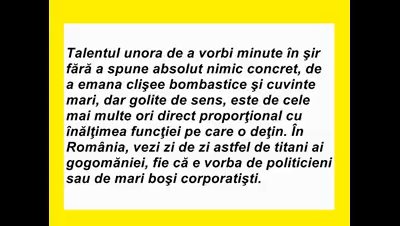 Talentul unora de a vorbi minute în şir
fără a spune absolut nimic concret, de
a emana clişee bombastice şi cuvinte
mari, dar golite de sens, este de cele
mai multe ori direct proporţional cu
înălţimea funcţiei pe care o deţin. În
România, vezi zi de zi astfel de titani ai
gogomăniei, fie că e vorba de politicieni
sau de mari boşi corporatişti.